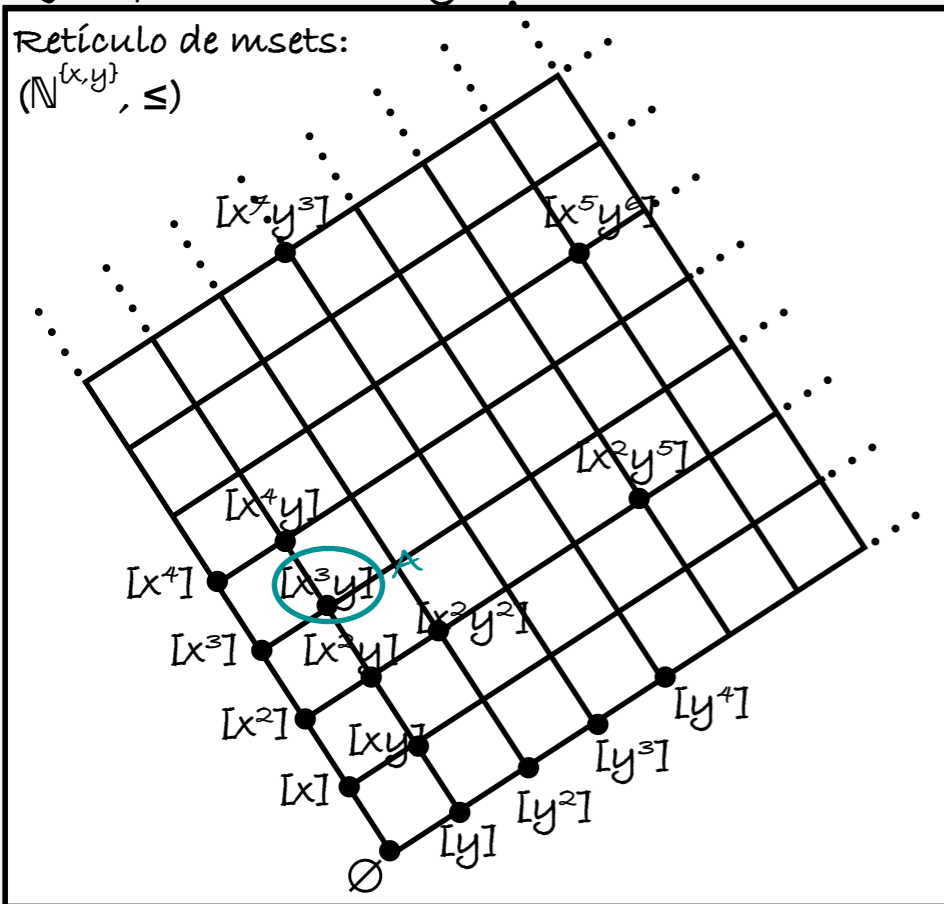 Retículo de msets:
(ℕ^{x,y}, ≤)
[x⁷y³]
[x⁵y⁶]
[x²y⁵]
[x⁴y]
[x⁴]
[x³y]
A
[x³]
[x²y]
[x²y²]
[x²]
[xy]
[y⁴]
[x]
[y³]
[y²]
[y]
∅